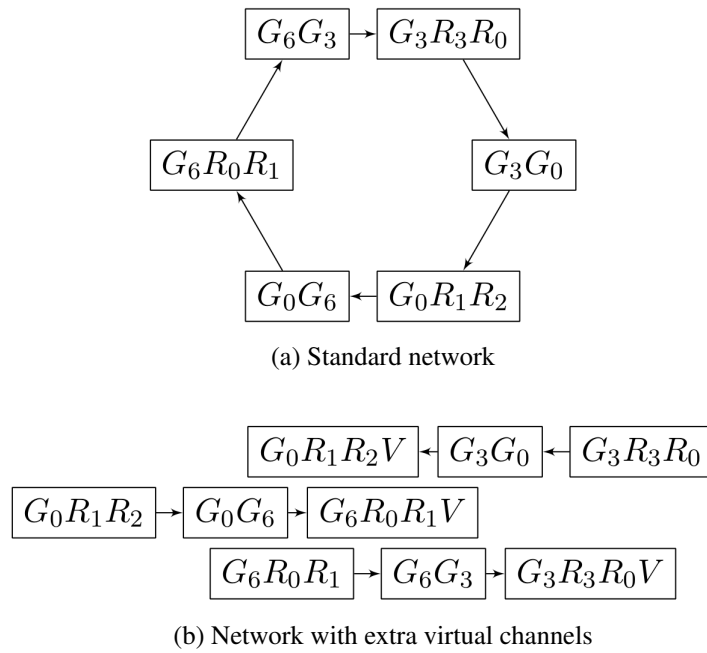 G₆G₃ G₃R₃R₀
G₆R₀R₁ G₃G₀
G₀G₆ G₀R₁R₂
(a) Standard network
G₀R₁R₂V G₃G₀ G₃R₃R₀
G₀R₁R₂ G₀G₆ G₆R₀R₁V
G₆R₀R₁ G₆G₃ G₃R₃R₀V
(b) Network with extra virtual channels